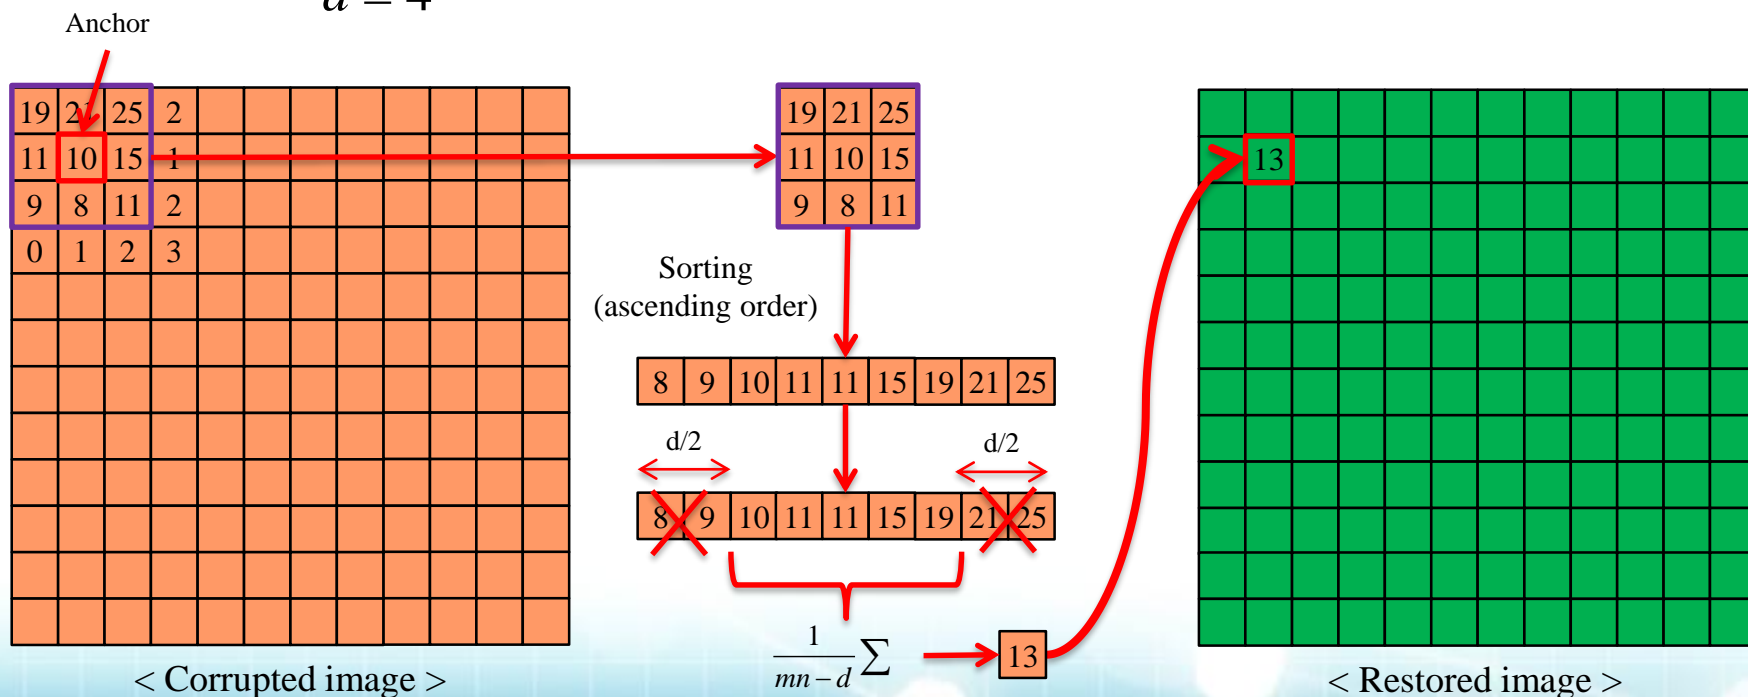 d = 4
Anchor
19 21 25 2
11 10 15 1
9 8 11 2
0 1 2 3
19 21 25
11 10 15
9 8 11
13
Sorting
(ascending order)
8 9 10 11 11 15 19 21 25
d/2 d/2
8 9 10 11 11 15 19 21 25
1/(mn − d) ∑
13
< Corrupted image >
< Restored image >